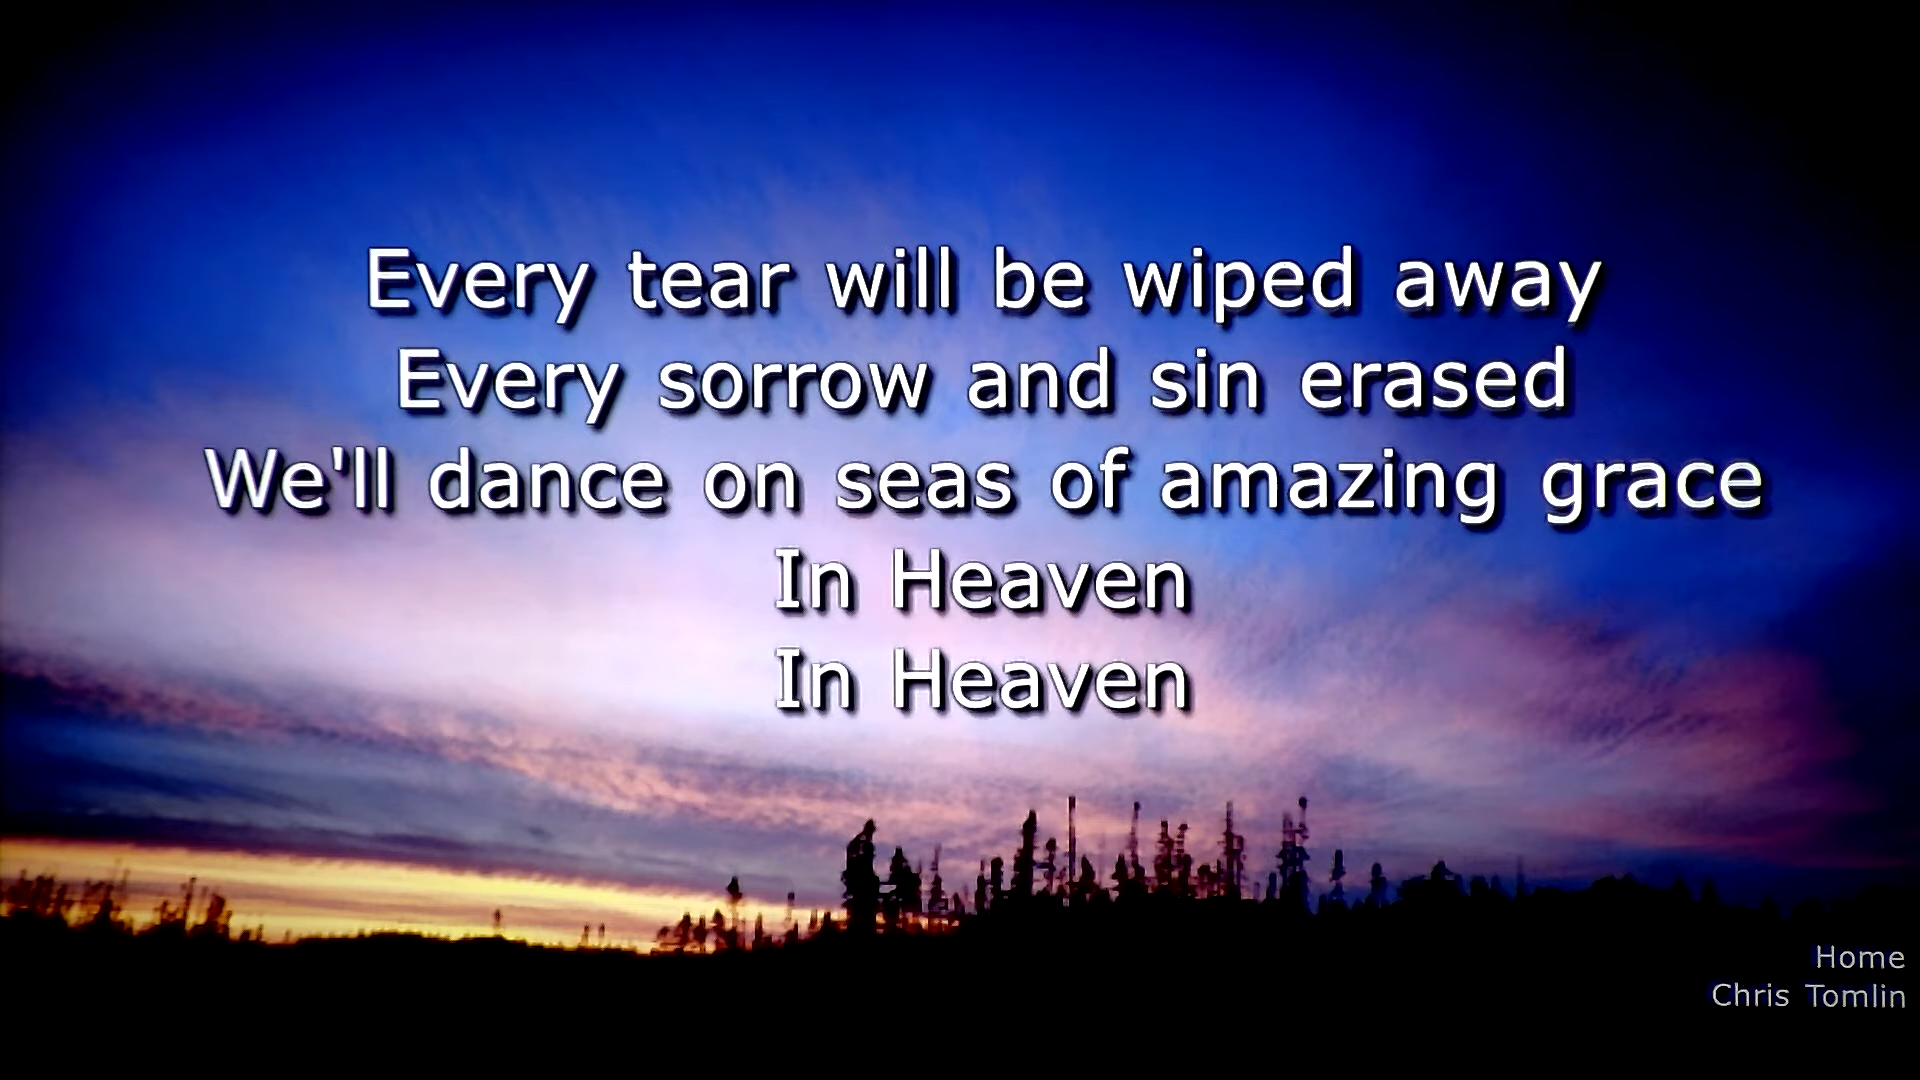 Every tear will be wiped away
Every sorrow and sin erased
We'll dance on seas of amazing grace
In Heaven
In Heaven
Home
Chris Tomlin